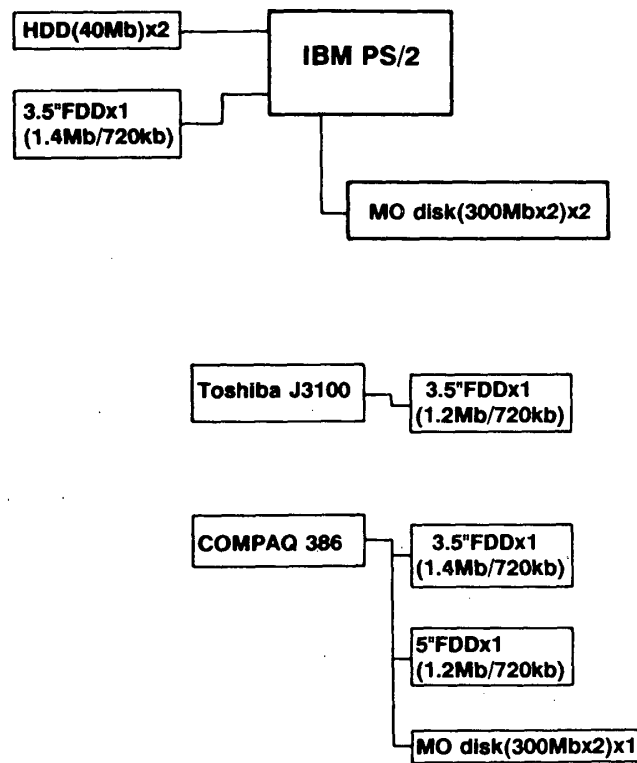 HDD(40Mb)x2
IBM PS/2
3.5"FDDx1
(1.4Mb/720kb)
MO disk(300Mbx2)x2
Toshiba J3100
3.5"FDDx1
(1.2Mb/720kb)
COMPAQ 386
3.5"FDDx1
(1.4Mb/720kb)
5"FDDx1
(1.2Mb/720kb)
MO disk(300Mbx2)x1